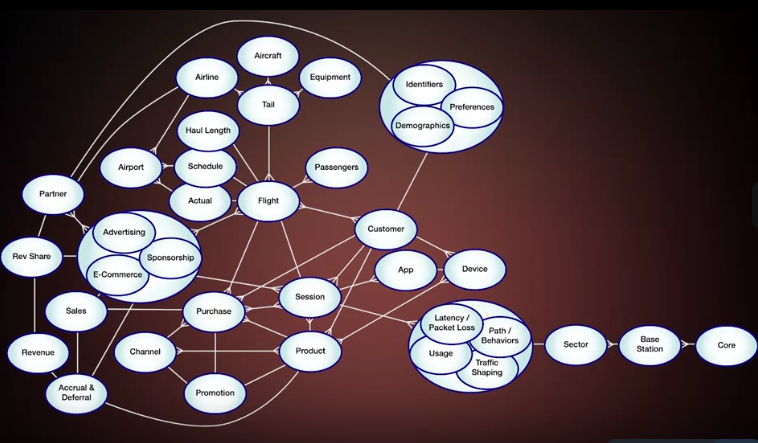 Aircraft
Airline
Equipment
Identifiers
Tail
Preferences
Demographics
Haul Length
Airport
Schedule
Passengers
Partner
Actual
Flight
Advertising
Customer
Rev Share
Sponsorship
E-Commerce
App
Device
Session
Sales
Purchase
Latency /
Packet Loss
Path /
Behaviors
Usage
Traffic
Shaping
Sector
Base
Station
Core
Revenue
Channel
Product
Accrual &
Deferral
Promotion